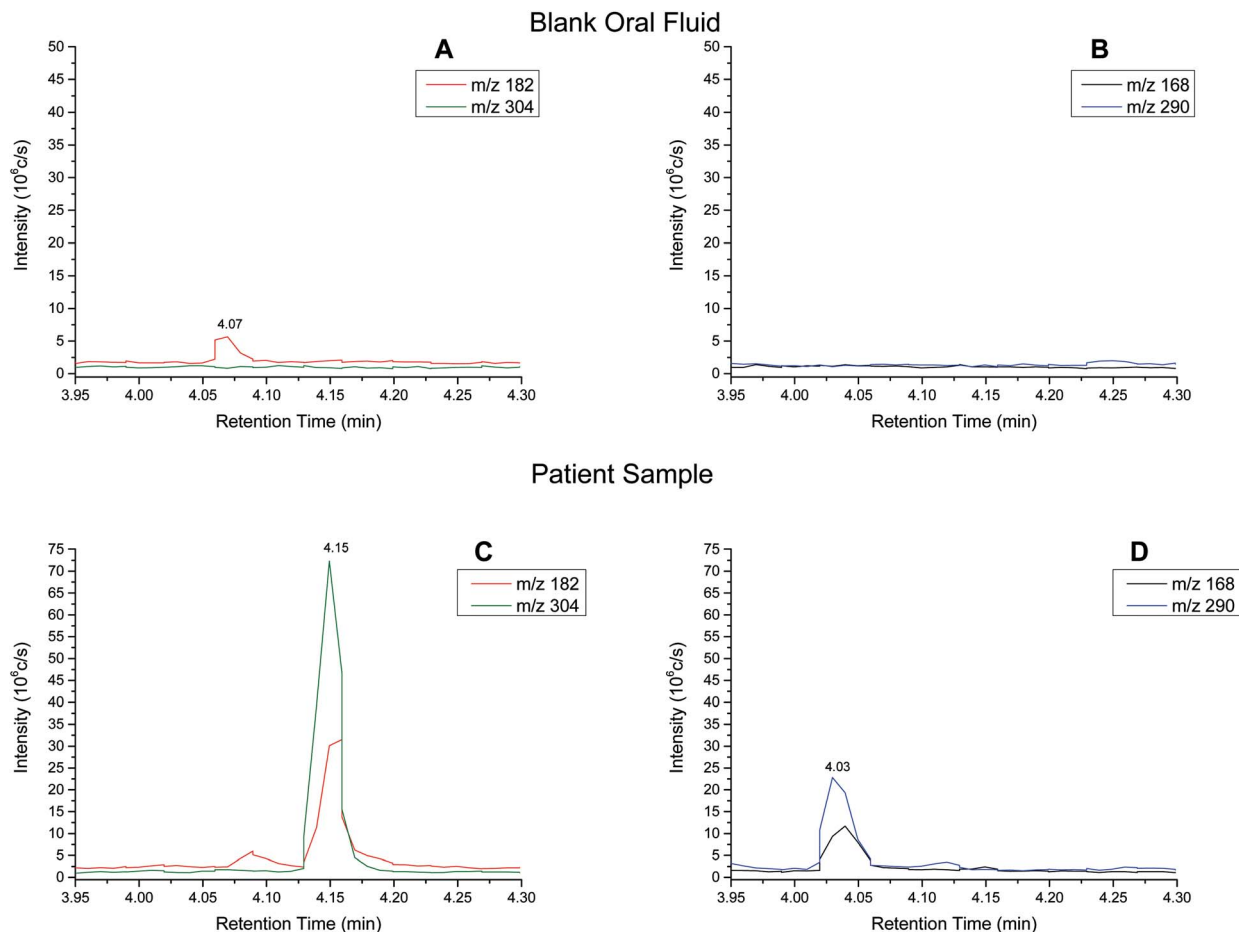 Blank Oral Fluid
A
m/z 182
m/z 304
50
45
40
35
30
25
20
15
10
5
0
Intensity (10⁶c/s)
4.07
3.95 4.00 4.05 4.10 4.15 4.20 4.25 4.30
Retention Time (min)
B
m/z 168
m/z 290
50
45
40
35
30
25
20
15
10
5
0
Intensity (10⁶c/s)
3.95 4.00 4.05 4.10 4.15 4.20 4.25 4.30
Retention Time (min)
Patient Sample
C
m/z 182
m/z 304
75
70
65
60
55
50
45
40
35
30
25
20
15
10
5
0
Intensity (10⁶c/s)
4.15
3.95 4.00 4.05 4.10 4.15 4.20 4.25 4.30
Retention Time (min)
D
m/z 168
m/z 290
75
70
65
60
55
50
45
40
35
30
25
20
15
10
5
0
Intensity (10⁶c/s)
4.03
3.95 4.00 4.05 4.10 4.15 4.20 4.25 4.30
Retention Time (min)